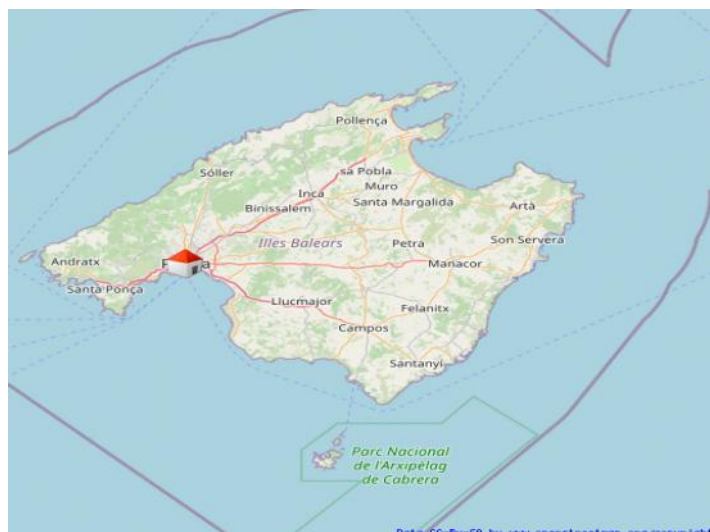 Pollença
sa Pobla
Sóller
Muro
Inca
Santa Margalida
Binissalem
Artà
Illes Balears
Petra
Son Servera
Andratx
Manacor
Santa Ponça
Llucmajor
Felanitx
Campos
Santanyí
Parc Nacional
de l'Arxipèlag
de Cabrera